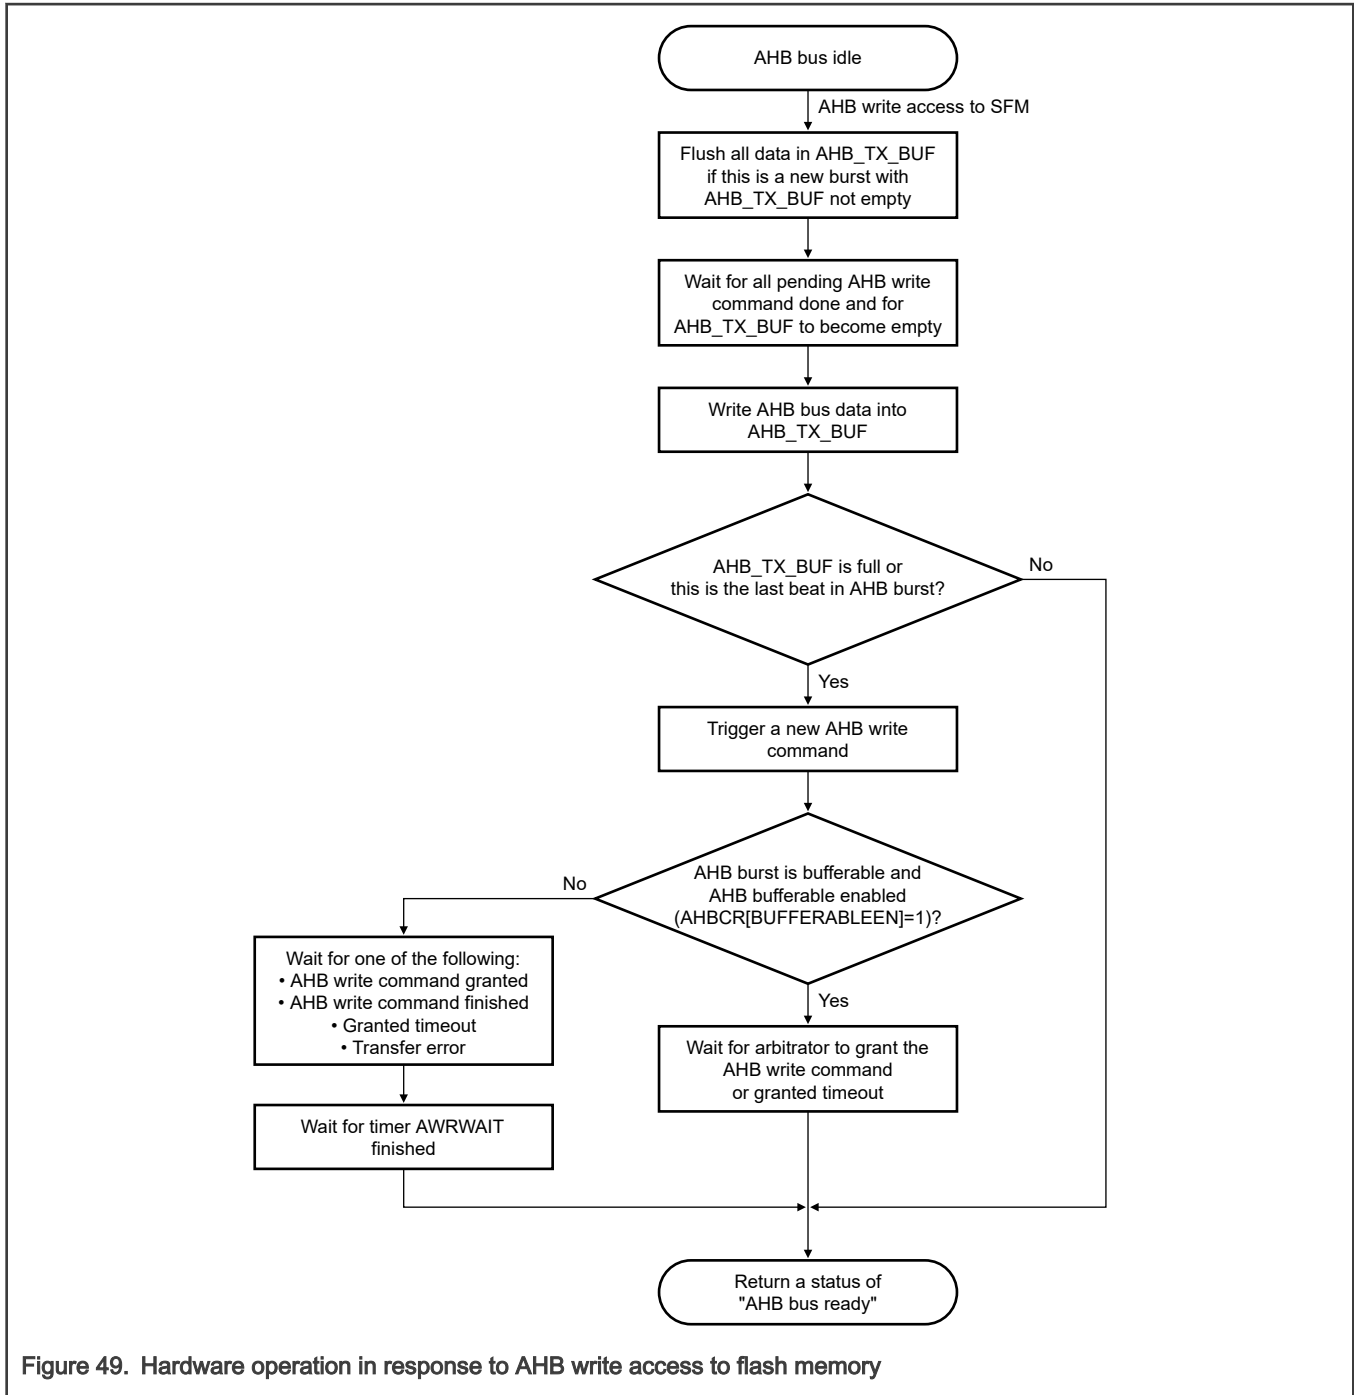 AHB bus idle
AHB write access to SFM
Flush all data in AHB_TX_BUF
if this is a new burst with
AHB_TX_BUF not empty
Wait for all pending AHB write
command done and for
AHB_TX_BUF to become empty
Write AHB bus data into
AHB_TX_BUF
AHB_TX_BUF is full or
this is the last beat in AHB burst?
No
Yes
Trigger a new AHB write
command
AHB burst is bufferable and
AHB bufferable enabled
(AHBCR[BUFFERABLEEN]=1)?
No
Yes
Wait for one of the following:
• AHB write command granted
• AHB write command finished
• Granted timeout
• Transfer error
Wait for timer AWRWAIT
finished
Wait for arbitrator to grant the
AHB write command
or granted timeout
Return a status of
"AHB bus ready"
Figure 49. Hardware operation in response to AHB write access to flash memory